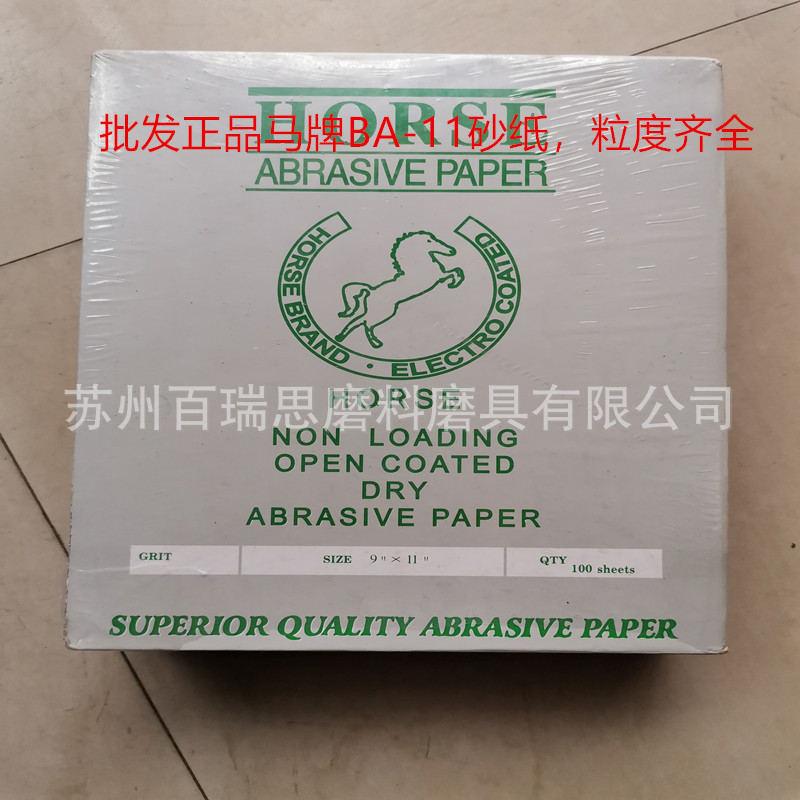 HORSE
批发正品马牌BA-11砂纸，粒度齐全
ABRASIVE PAPER
HORSE BRAND · ELECTRO COATED
HORSE
苏州百瑞思磨料磨具有限公司
NON LOADING
OPEN COATED
DRY
ABRASIVE PAPER
GRIT SIZE 9" × 11" QTY 100 sheets
SUPERIOR QUALITY ABRASIVE PAPER